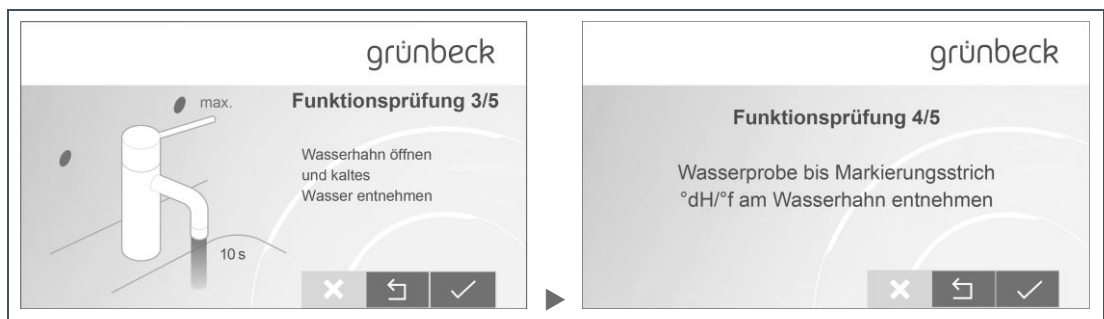 grünbeck
Funktionsprüfung 3/5
max.
Wasserhahn öffnen
und kaltes
Wasser entnehmen
10 s
grünbeck
Funktionsprüfung 4/5
Wasserprobe bis Markierungsstrich
°dH/°f am Wasserhahn entnehmen